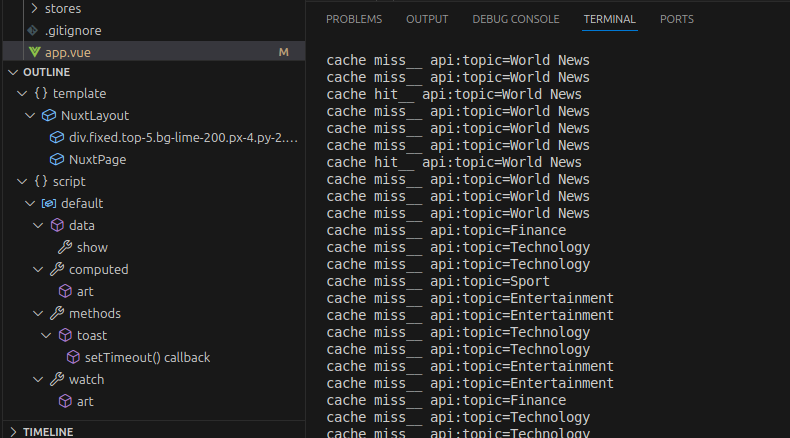 stores
.gitignore
app.vue M
OUTLINE
{} template
NuxtLayout
div.fixed.top-5.bg-lime-200.px-4.py-2....
NuxtPage
{} script
default
data
show
computed
art
methods
toast
setTimeout() callback
watch
art
TIMELINE
PROBLEMS OUTPUT DEBUG CONSOLE TERMINAL PORTS
cache miss__ api:topic=World News
cache miss__ api:topic=World News
cache hit__ api:topic=World News
cache miss__ api:topic=World News
cache miss__ api:topic=World News
cache miss__ api:topic=World News
cache hit__ api:topic=World News
cache miss__ api:topic=World News
cache miss__ api:topic=World News
cache miss__ api:topic=World News
cache miss__ api:topic=Finance
cache miss__ api:topic=Technology
cache miss__ api:topic=Technology
cache miss__ api:topic=Sport
cache miss__ api:topic=Entertainment
cache miss__ api:topic=Entertainment
cache miss__ api:topic=Technology
cache miss__ api:topic=Technology
cache miss__ api:topic=Entertainment
cache miss__ api:topic=Entertainment
cache miss__ api:topic=Finance
cache miss__ api:topic=Technology
cache miss__ api:topic=Technology